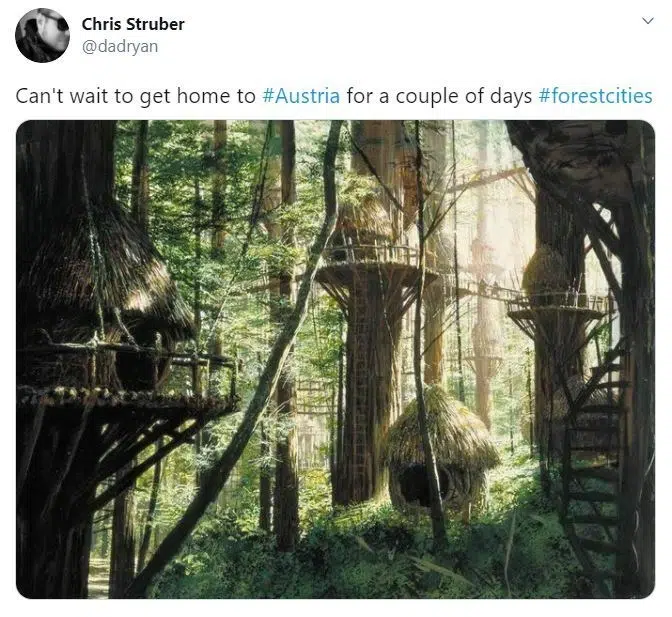 Chris Struber
@dadryan
Can't wait to get home to #Austria for a couple of days #forestcities